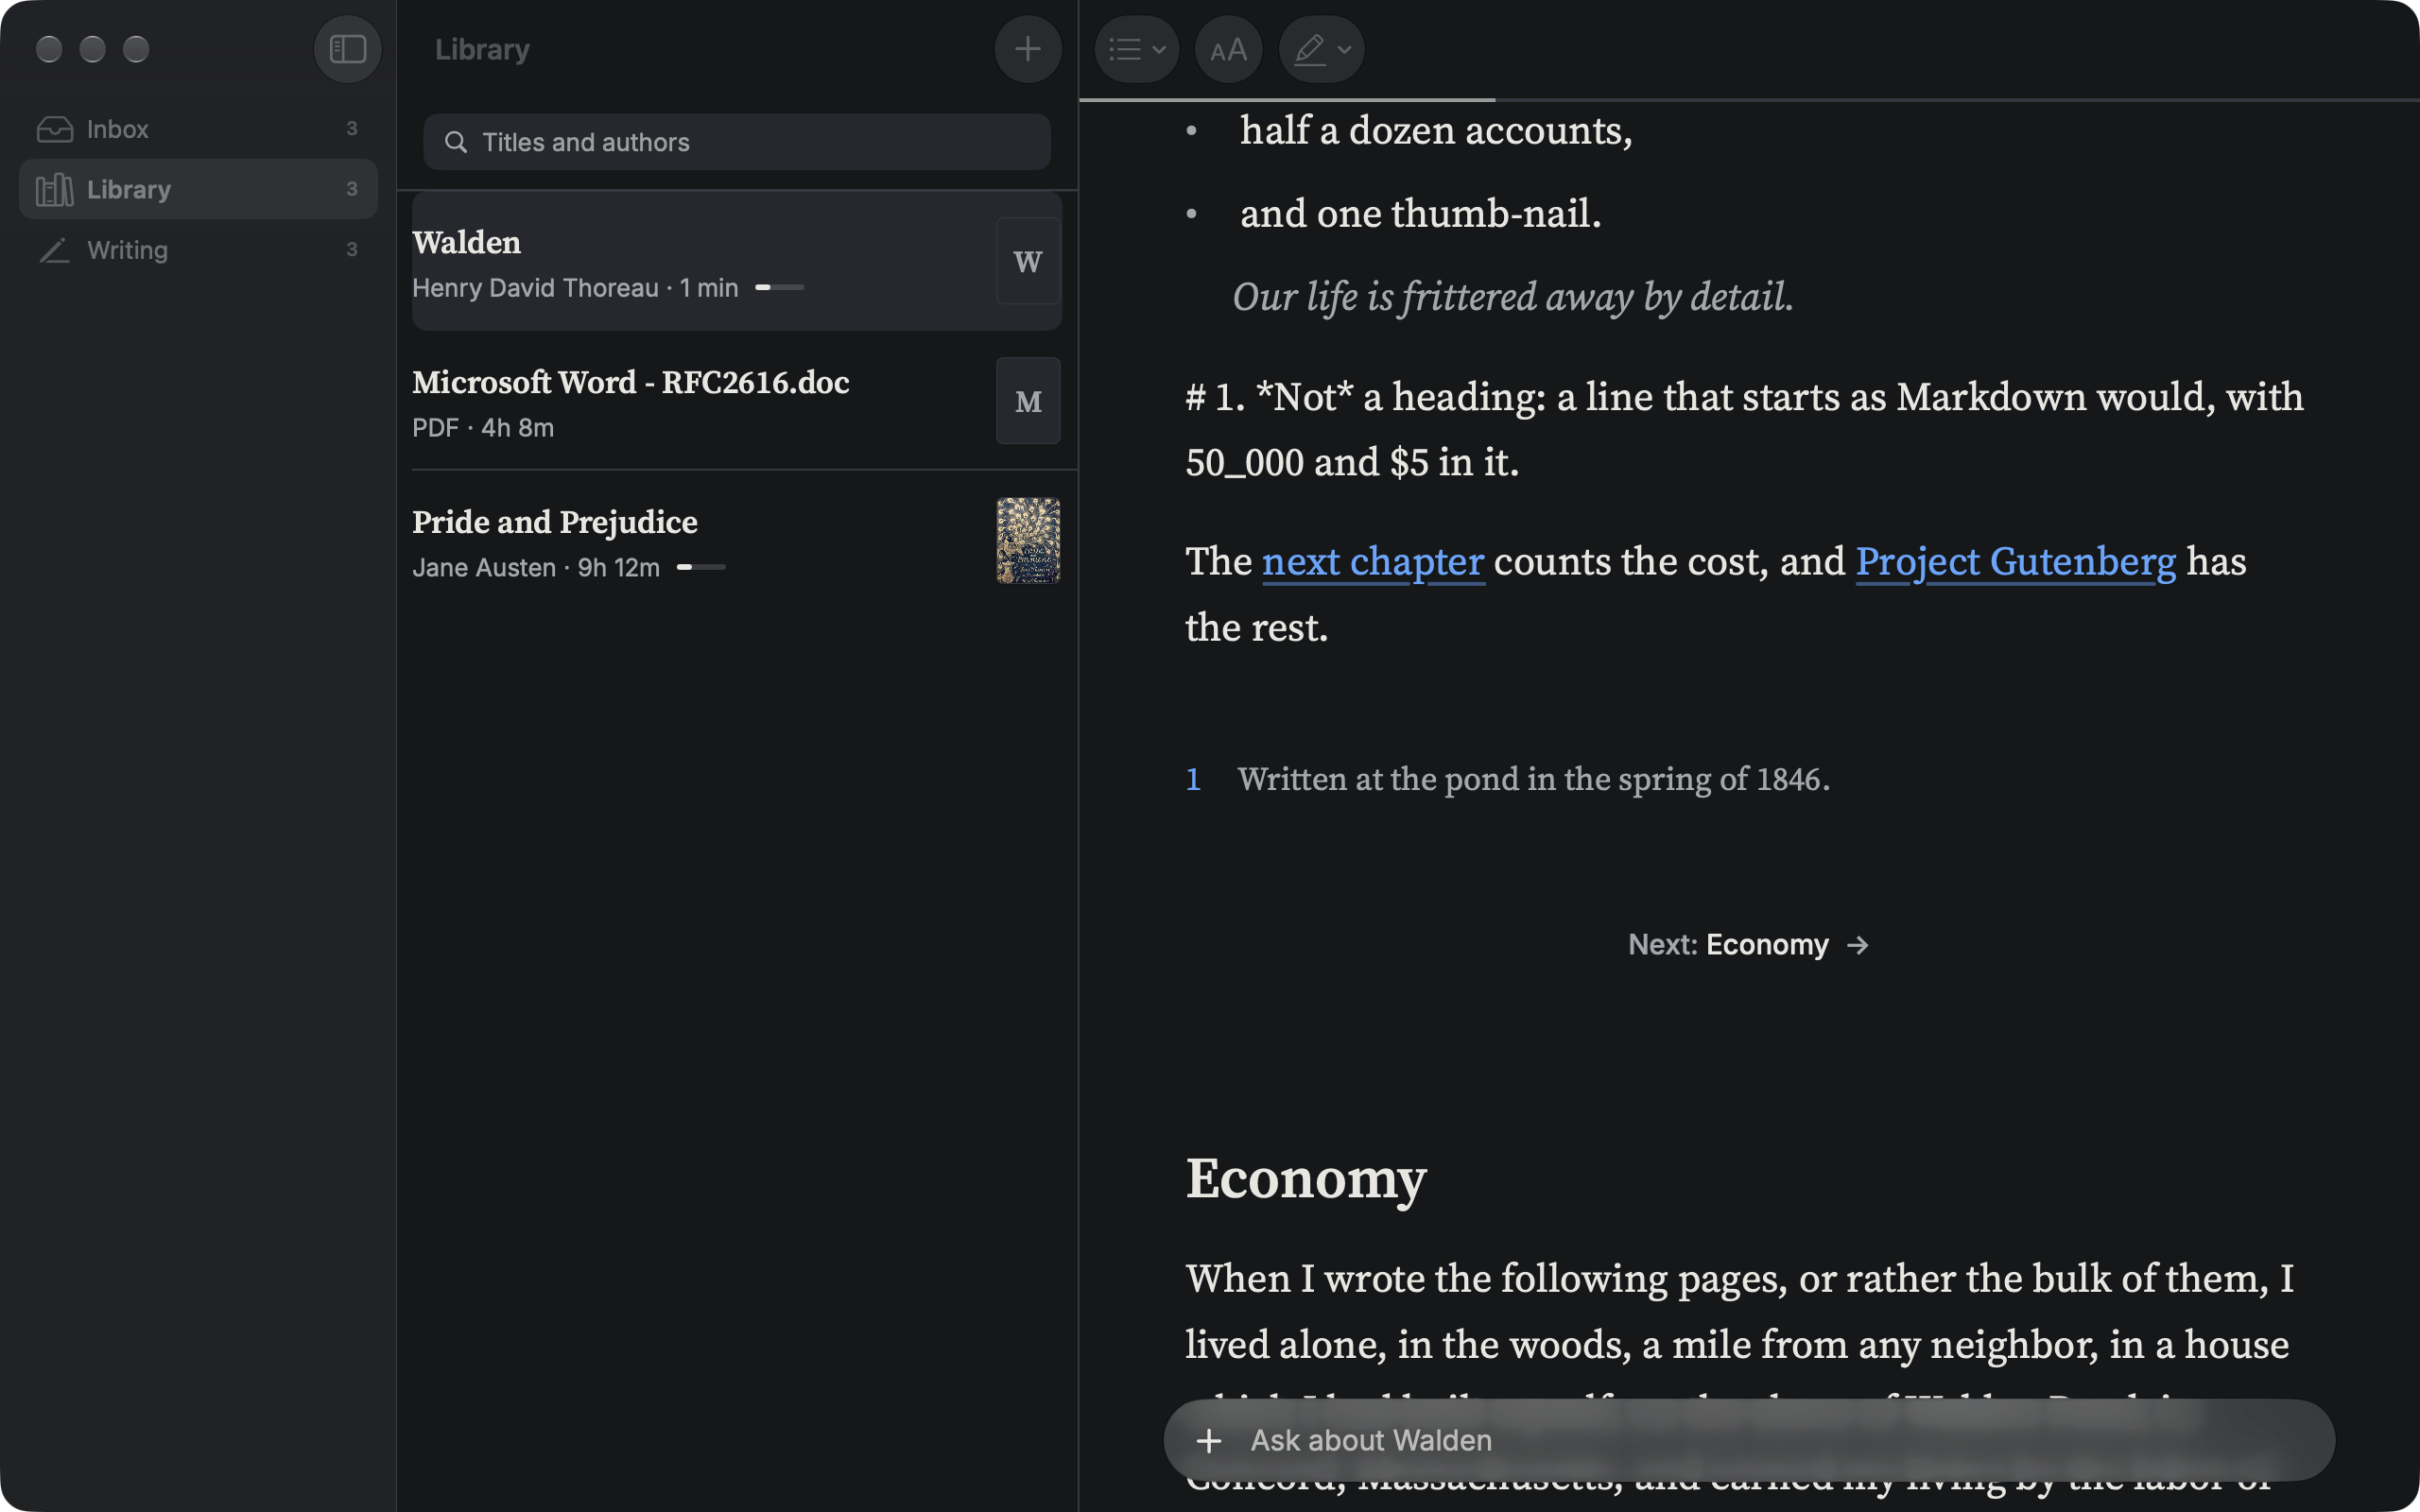 Library
Inbox 3
Library 3
Writing 3
Titles and authors
Walden
Henry David Thoreau · 1 min
W
Microsoft Word - RFC2616.doc
PDF · 4h 8m
M
Pride and Prejudice
Jane Austen · 9h 12m
AA
• half a dozen accounts,
• and one thumb-nail.
Our life is frittered away by detail.
# 1. *Not* a heading: a line that starts as Markdown would, with
50_000 and $5 in it.
The next chapter counts the cost, and Project Gutenberg has
the rest.
1 Written at the pond in the spring of 1846.
Next: Economy →
Economy
When I wrote the following pages, or rather the bulk of them, I
lived alone, in the woods, a mile from any neighbor, in a house
Ask about Walden